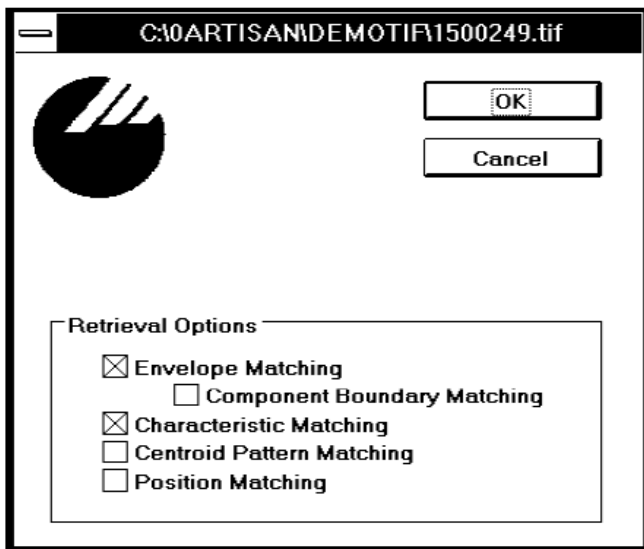 C:\0ARTISAN\DEMOTIF\1500249.tif
OK
Cancel
Retrieval Options
Envelope Matching
Component Boundary Matching
Characteristic Matching
Centroid Pattern Matching
Position Matching